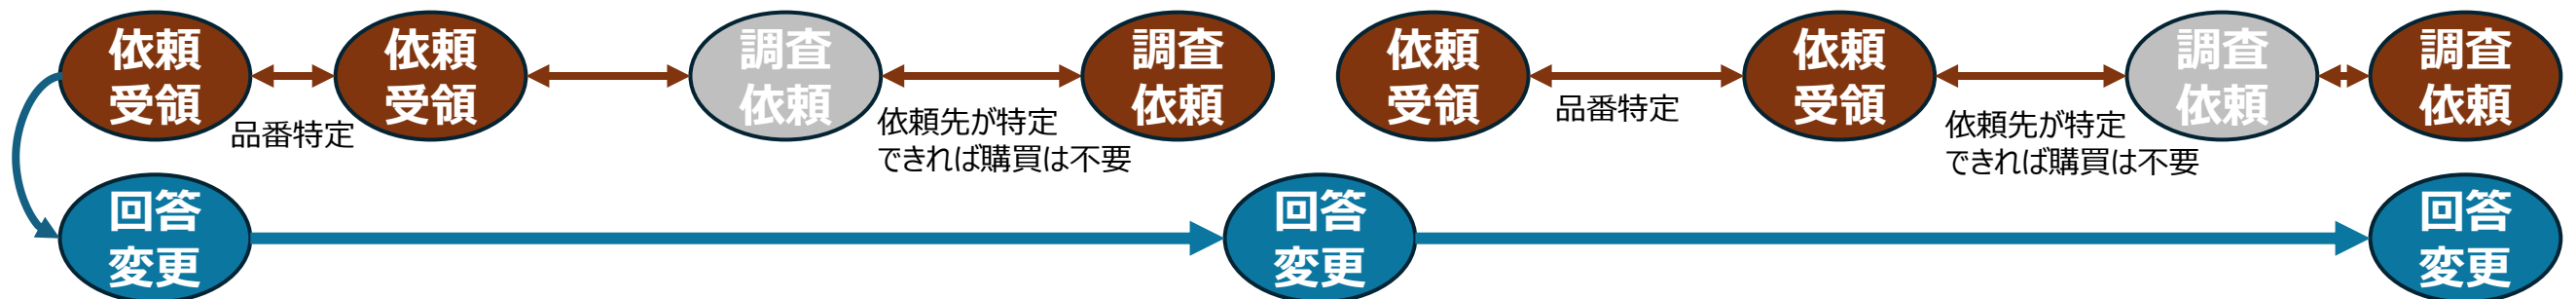 依頼
受領
依頼
受領
調査
依頼
調査
依頼
依頼
受領
依頼
受領
調査
依頼
調査
依頼
品番特定
依頼先が特定
できれば購買は不要
品番特定
依頼先が特定
できれば購買は不要
回答
変更
回答
変更
回答
変更